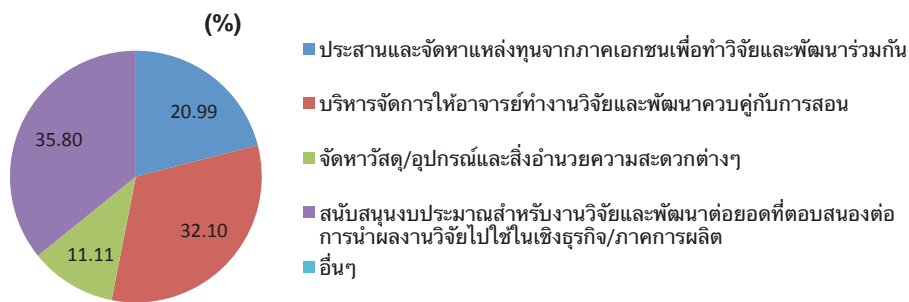 (%)
ประสานและจัดหาแหล่งทุนจากภาคเอกชนเพื่อทำวิจัยและพัฒนาร่วมกัน
20.99
บริหารจัดการให้อาจารย์ทำงานวิจัยและพัฒนาควบคู่กับการสอน
35.80
จัดหาวัสดุ/อุปกรณ์และสิ่งอำนวยความสะดวกต่างๆ
สนับสนุนงบประมาณสำหรับงานวิจัยและพัฒนาต่อยอดที่ตอบสนองต่อ
การนำผลงานวิจัยไปใช้ในเชิงธุรกิจ/ภาคการผลิต
32.10
11.11
อื่นๆ